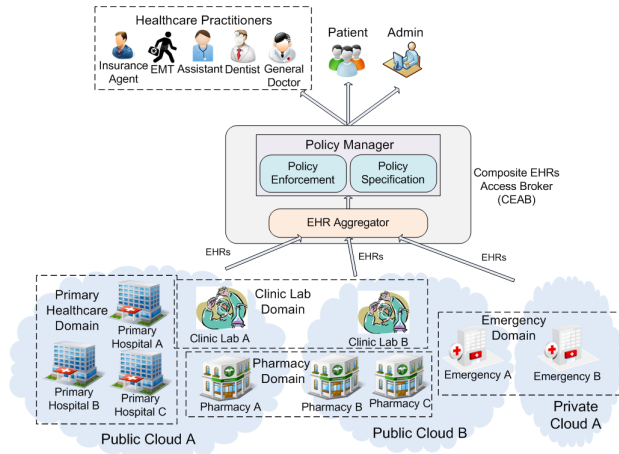 Healthcare Practitioners
Insurance
Agent
EMT
Assistant
Dentist
General
Doctor
Patient
Admin
Policy Manager
Policy
Enforcement
Policy
Specification
Composite EHRs
Access Broker
(CEAB)
EHR Aggregator
EHRs
EHRs
EHRs
Primary
Healthcare
Domain
Primary
Hospital A
Primary
Hospital B
Primary
Hospital C
Clinic Lab
Domain
Clinic Lab A
Clinic Lab B
Pharmacy
Domain
Pharmacy A
Pharmacy B
Pharmacy C
Emergency
Domain
Emergency A
Emergency B
Public Cloud A
Public Cloud B
Private
Cloud A